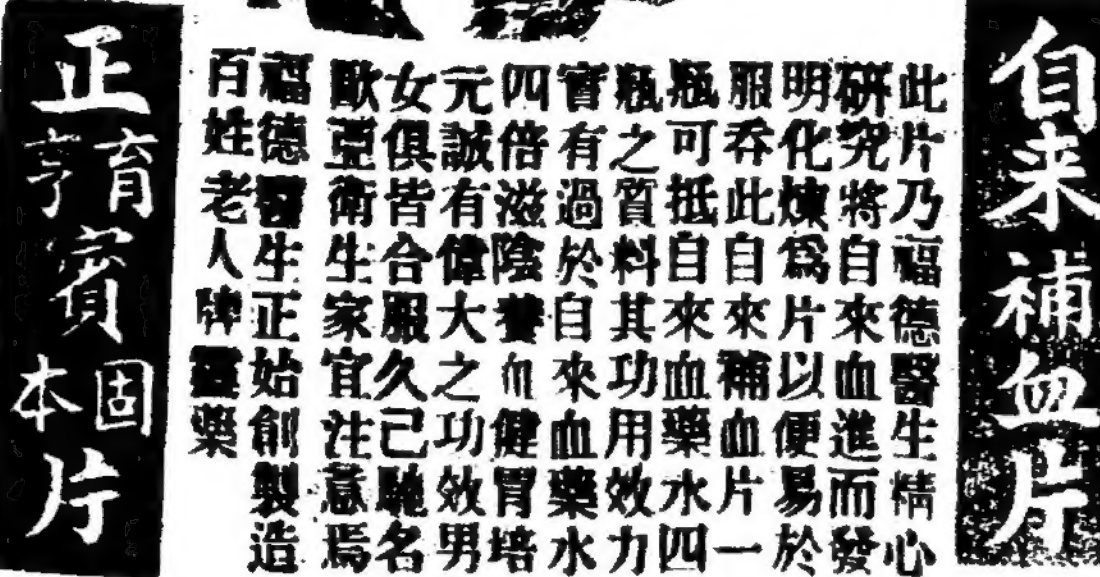 自来補血片
此片乃福德醫生精心
研究將自來血進而發
明化煉爲片以便易於
服吞此自來補血片一
瓶可抵自來血藥水四
瓶之質料其功用效力
實有過於自來血藥水
四倍滋陰養血健胃培
元誠有偉大之功效男
女俱皆合服久己馳名
歐亞衛生家宜注意焉
福德醫生正始創製造
百姓老人牌靈藥
正育亨賓固本片